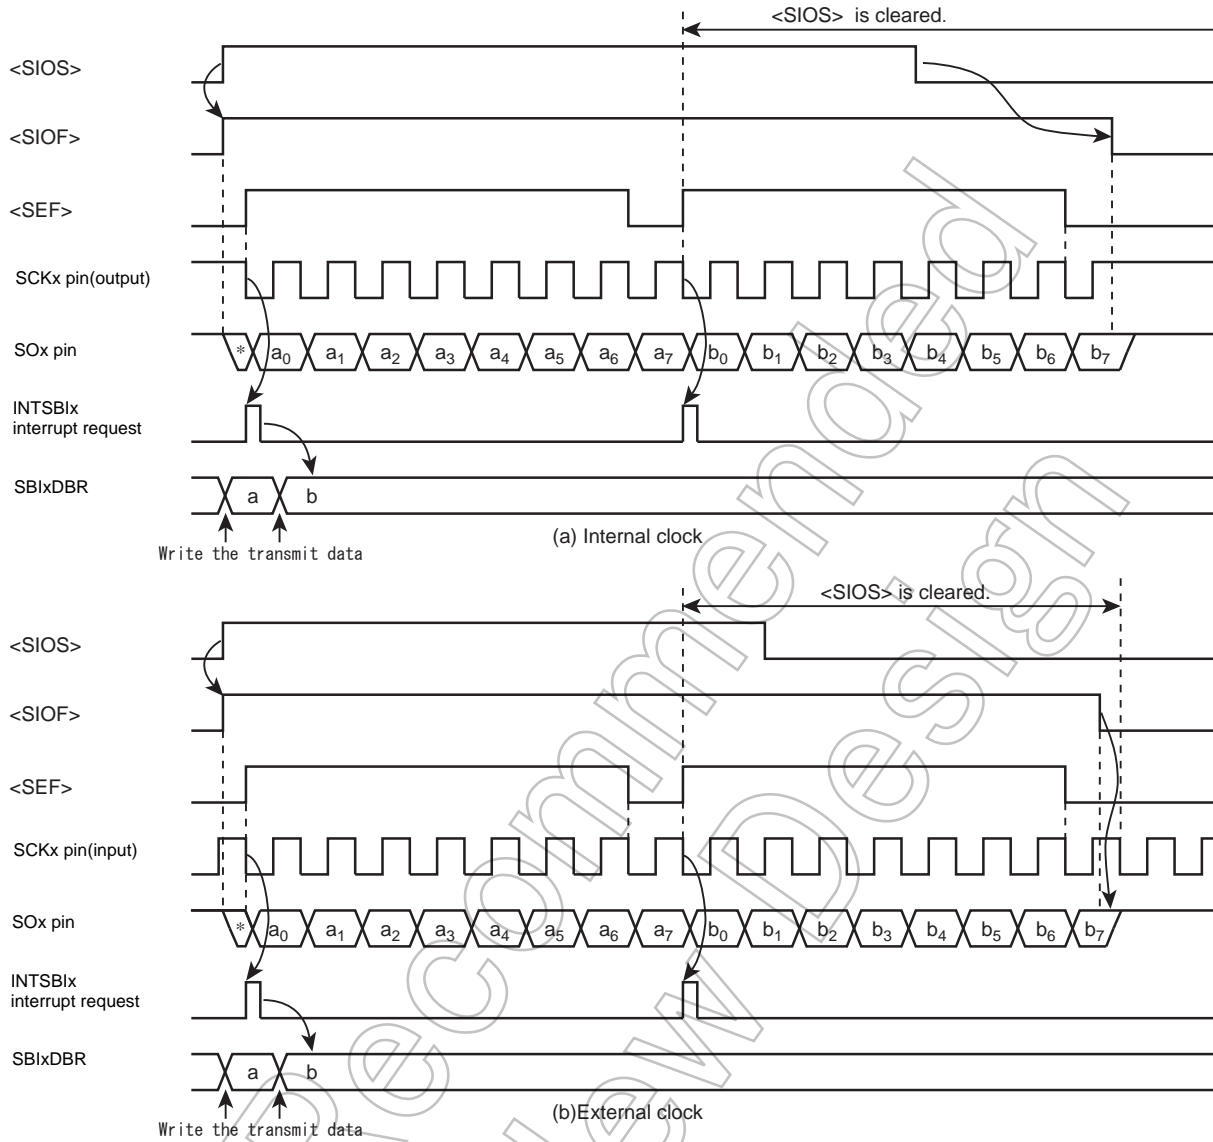 <SIOS> is cleared.
<SIOS>
<SIOF>
<SEF>
SCKx pin(output)
SOx pin
* a0 a1 a2 a3 a4 a5 a6 a7 b0 b1 b2 b3 b4 b5 b6 b7
INTSBIx
interrupt request
SBIxDBR
a b
Write the transmit data
(a) Internal clock
<SIOS> is cleared.
<SIOS>
<SIOF>
<SEF>
SCKx pin(input)
SOx pin
* a0 a1 a2 a3 a4 a5 a6 a7 b0 b1 b2 b3 b4 b5 b6 b7
INTSBIx
interrupt request
SBIxDBR
a b
Write the transmit data
(b)External clock
Recommended
Design